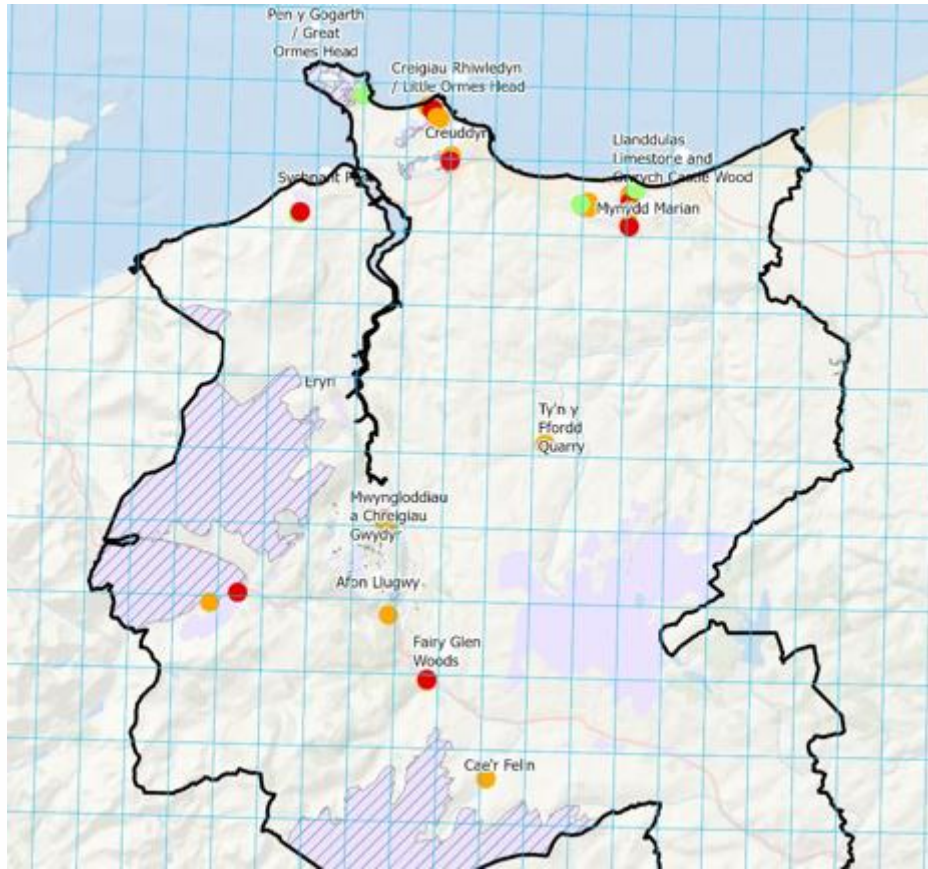 Pen y Gogarth
/ Great
Ormes Head
Creigiau Rhiwledyn
/ Little Ormes Head
Creuddyn
Llanddulas
Limestone and
Castle Wood
Mynydd Marian
Sychnant
Eryri
Ty'n y
Ffordd
Quarry
Mwyngloddiau
a Chreigiau
Gwydyr
Afon Llugwy
Fairy Glen
Woods
Cae'r Felin